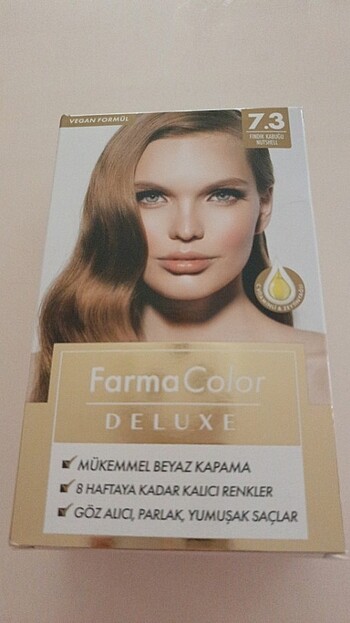 VEGAN FORMÜL
7.3
FINDIK KABUĞU
NUTSHELL
FarmaColor
DELUXE
MÜKEMMEL BEYAZ KAPAMA
8 HAFTAYA KADAR KALICI RENKLER
GÖZ ALICI, PARLAK, YUMUŞAK SAÇLAR